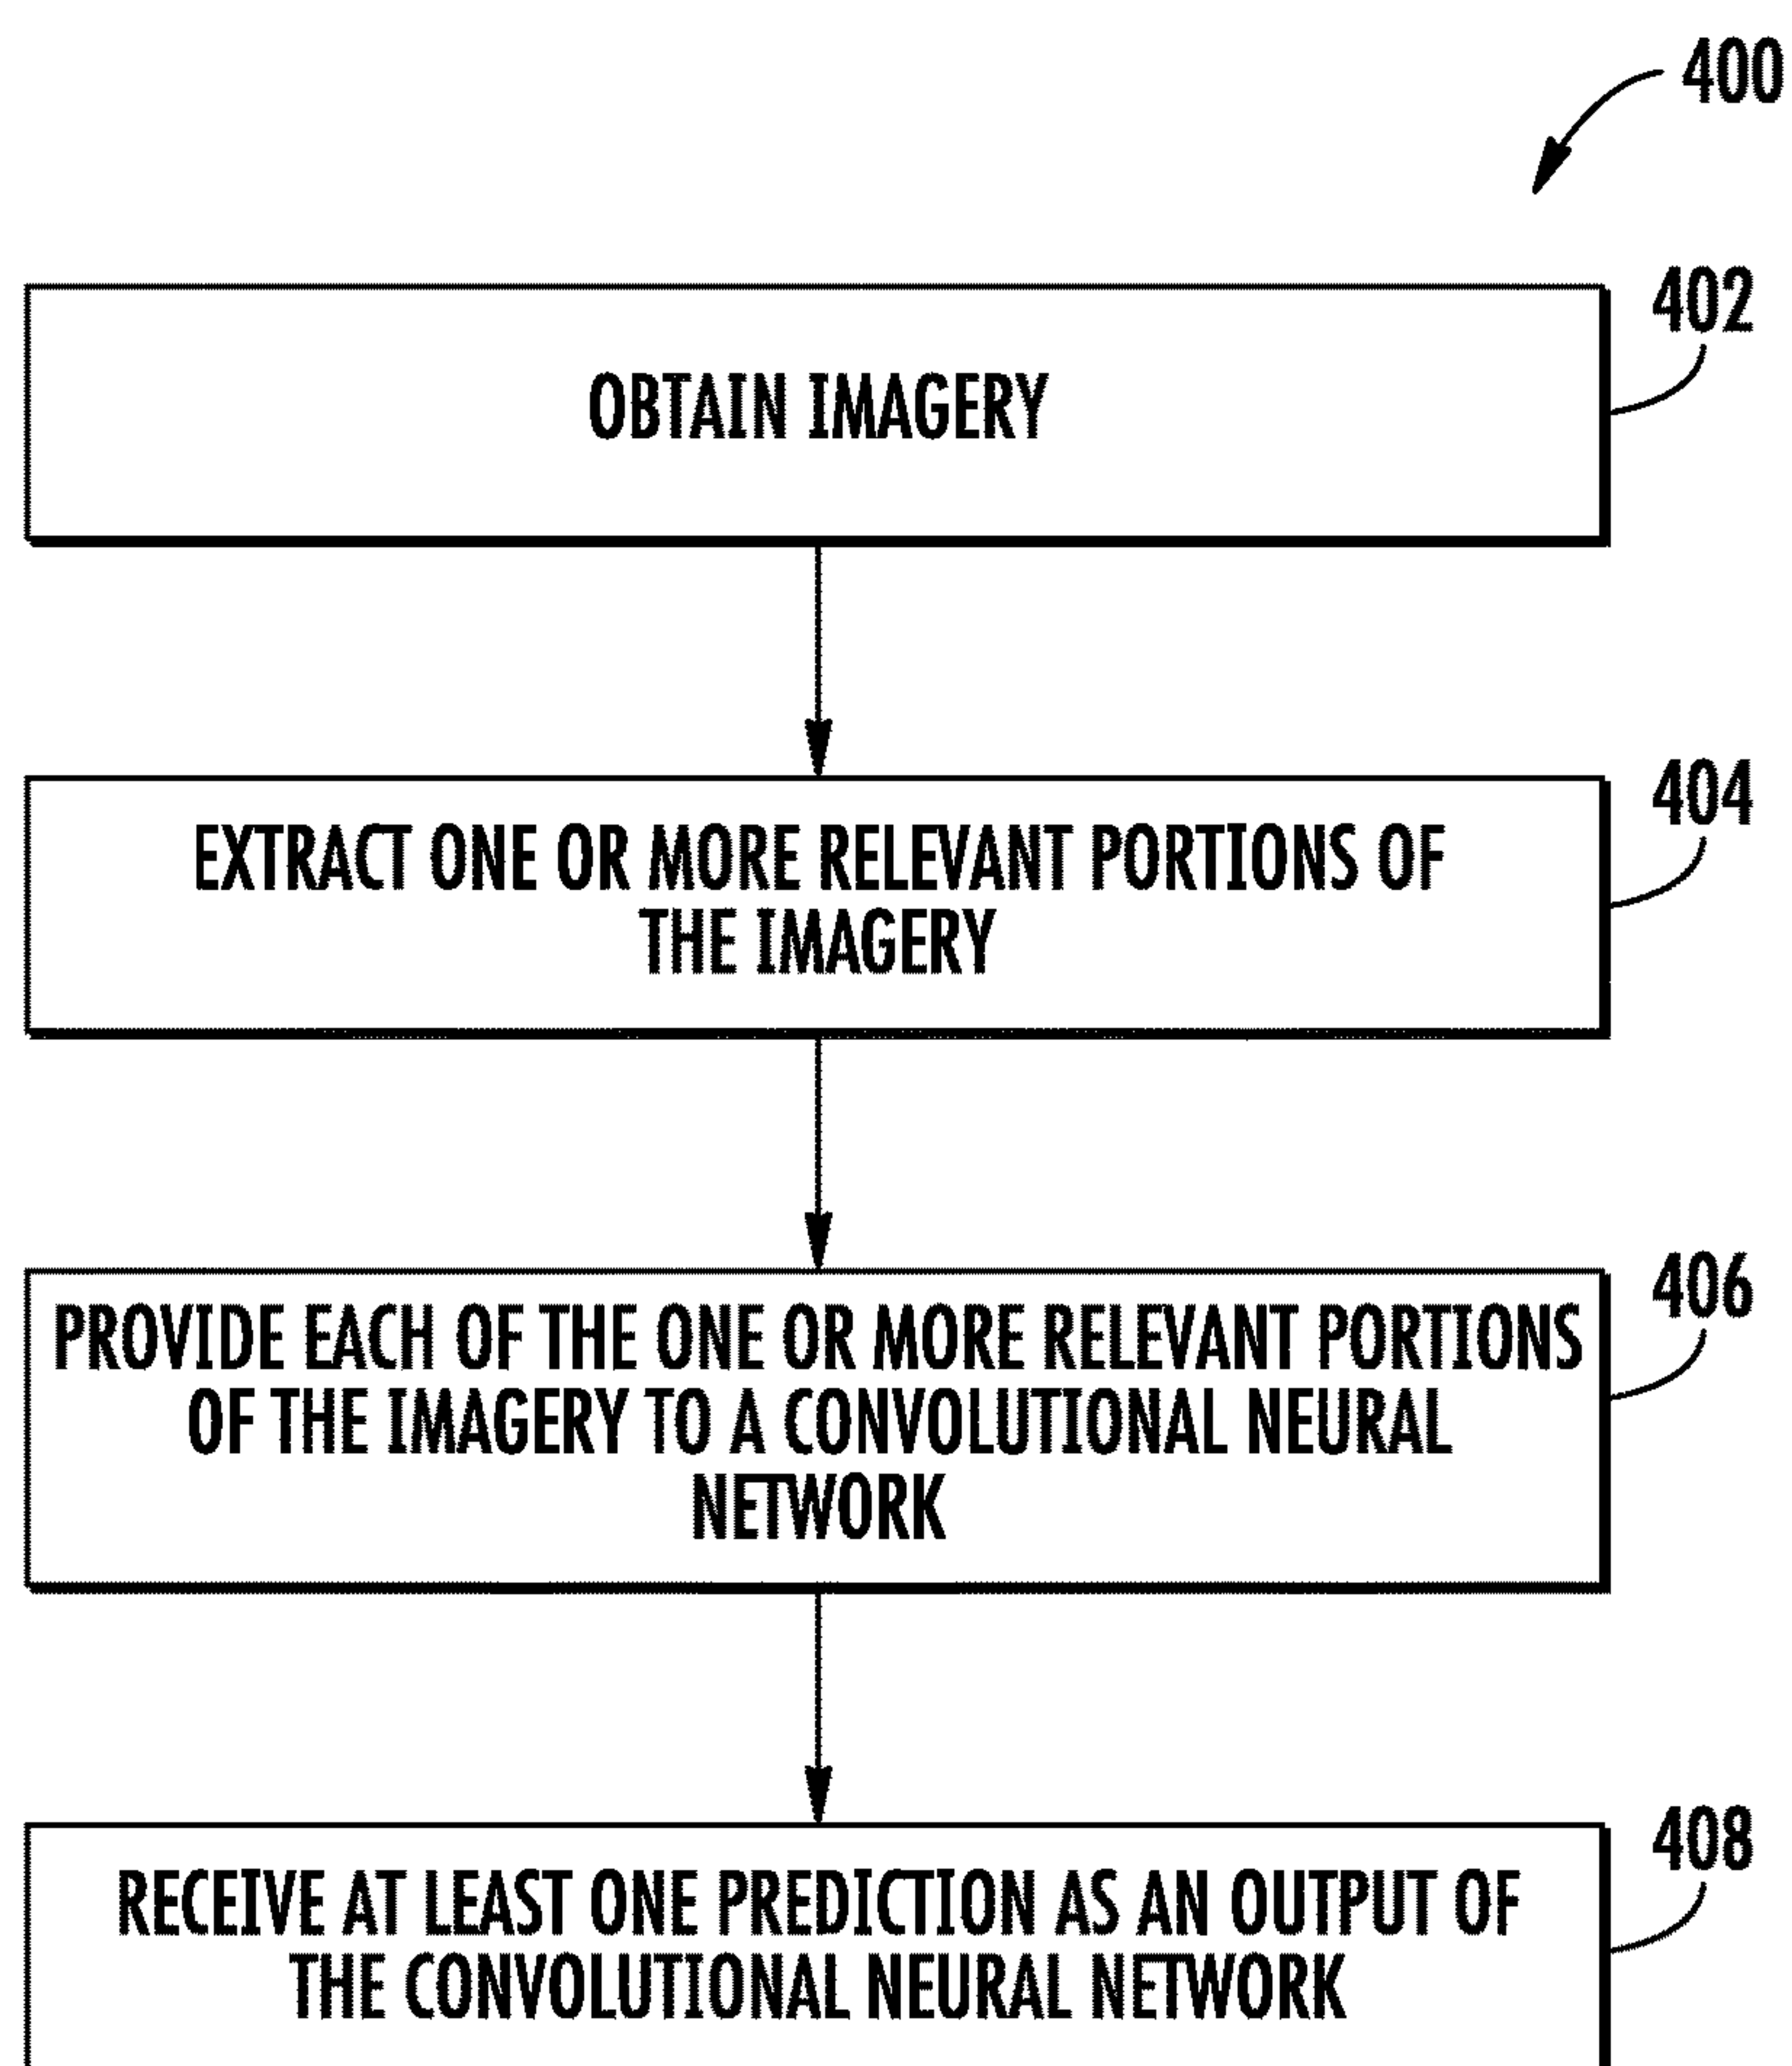 400
402
OBTAIN IMAGERY
404
EXTRACT ONE OR MORE RELEVANT PORTIONS OF
THE IMAGERY
406
PROVIDE EACH OF THE ONE OR MORE RELEVANT PORTIONS
OF THE IMAGERY TO A CONVOLUTIONAL NEURAL
NETWORK
408
RECEIVE AT LEAST ONE PREDICTION AS AN OUTPUT OF
THE CONVOLUTIONAL NEURAL NETWORK